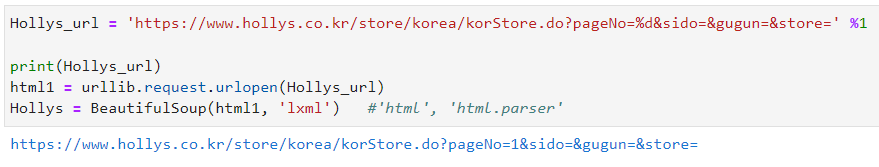 Hollys_url = 'https://www.hollys.co.kr/store/korea/korStore.do?pageNo=%d&sido=&gugun=&store=' %1
print(Hollys_url)
html1 = urllib.request.urlopen(Hollys_url)
Hollys = BeautifulSoup(html1, 'lxml')   #'html', 'html.parser'
https://www.hollys.co.kr/store/korea/korStore.do?pageNo=1&sido=&gugun=&store=